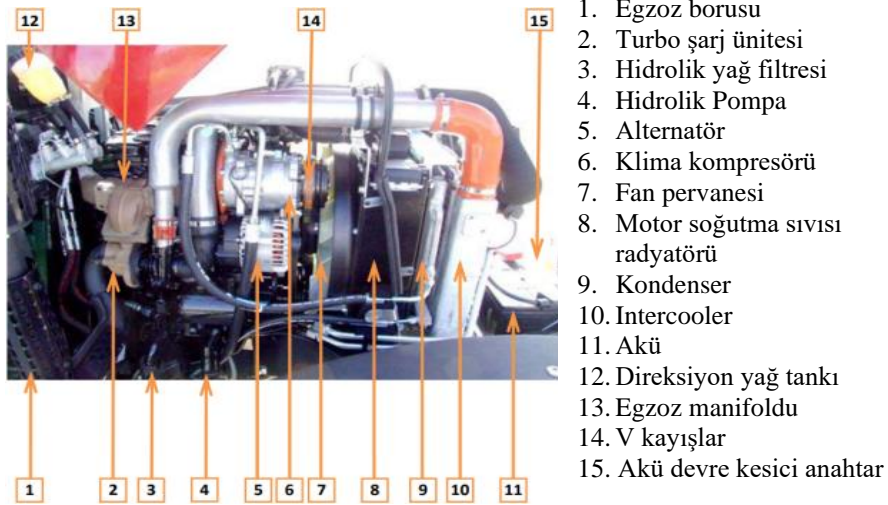 12 13 14 15
1 2 3 4 5 6 7 8 9 10 11
1. Egzoz borusu
2. Turbo şarj ünitesi
3. Hidrolik yağ filtresi
4. Hidrolik Pompa
5. Alternatör
6. Klima kompresörü
7. Fan pervanesi
8. Motor soğutma sıvısı
radyatörü
9. Kondenser
10. Intercooler
11. Akü
12. Direksiyon yağ tankı
13. Egzoz manifoldu
14. V kayışlar
15. Akü devre kesici anahtar